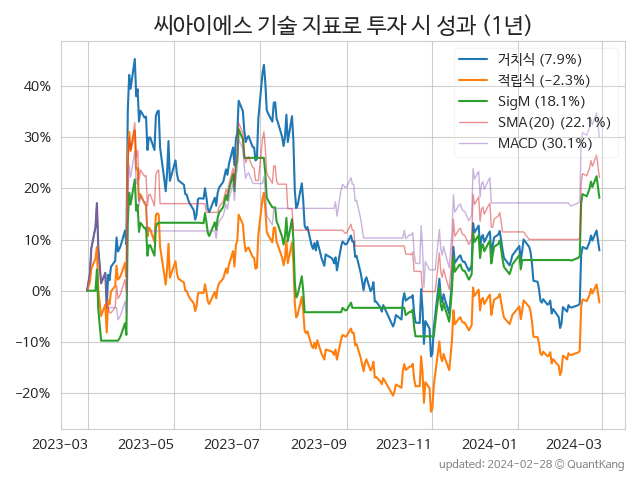 씨아이에스 기술 지표로 투자 시 성과 (1년)
거치식 (7.9%)
적립식 (−2.3%)
SigM (18.1%)
SMA(20) (22.1%)
MACD (30.1%)
40%
30%
20%
10%
0%
−10%
−20%
2023−03 2023−05 2023−07 2023−09 2023−11 2024−01 2024−03
updated: 2024−02−28 ⓒ QuantKang